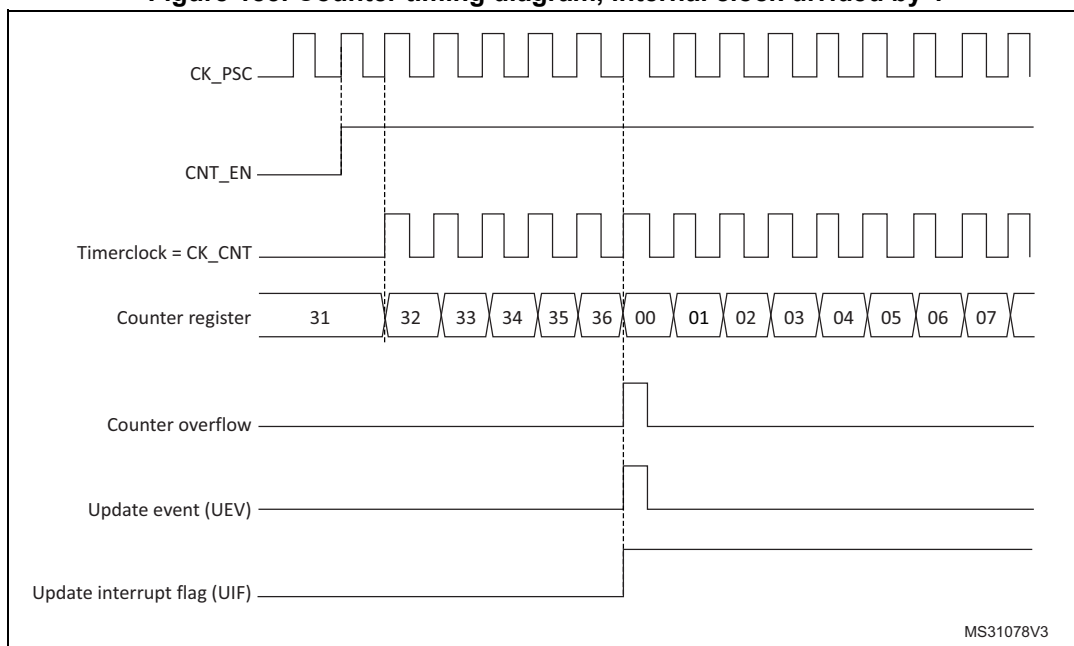 CK_PSC
CNT_EN
Timerclock = CK_CNT
Counter register 31 32 33 34 35 36 00 01 02 03 04 05 06 07
Counter overflow
Update event (UEV)
Update interrupt flag (UIF)
MS31078V3